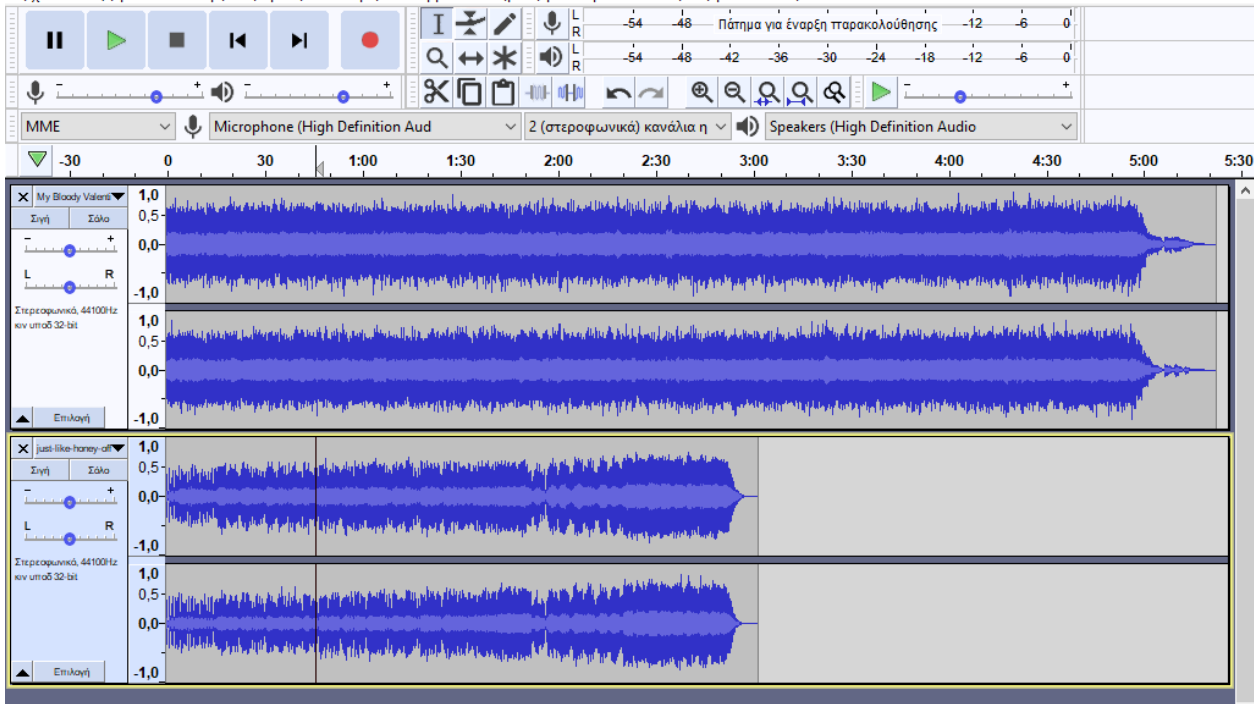 L
R
-54 -48 Πάτημα για έναρξη παρακολούθησης -12 -6 0
L
R
-54 -48 -42 -36 -30 -24 -18 -12 -6 0
- + - +
- +
MME Microphone (High Definition Aud 2 (στεροφωνικά) κανάλια η Speakers (High Definition Audio
-30 0 30 1:00 1:30 2:00 2:30 3:00 3:30 4:00 4:30 5:00 5:30
My Bloody Valenti
Σιγή Σόλο
- +
L R
Στερεοφωνικά, 44100Hz
κιν υποδ 32-bit
Επιλογή
1,0
0,5
0,0
-1,0
1,0
0,5
0,0
-1,0
just-like-honey-off
Σιγή Σόλο
- +
L R
Στερεοφωνικά, 44100Hz
κιν υποδ 32-bit
Επιλογή
1,0
0,5
0,0
-1,0
1,0
0,5
0,0
-1,0